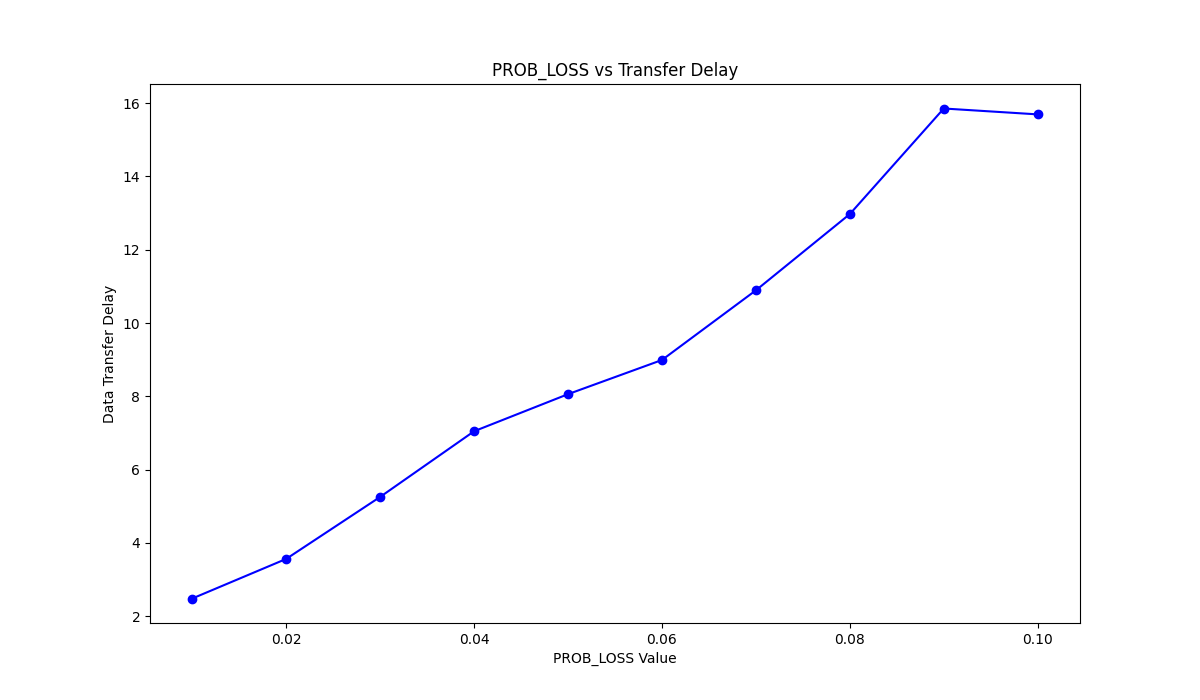 PROB_LOSS vs Transfer Delay
16
14
12
10
8
6
4
2
Data Transfer Delay
0.02 0.04 0.06 0.08 0.10
PROB_LOSS Value